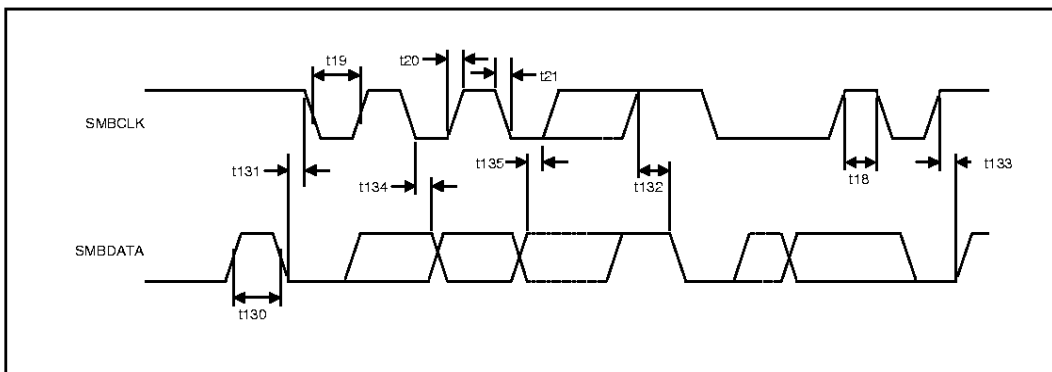 t19
t20
t21
SMBCLK
t131
t134
t135
t132
t18
t133
SMBDATA
t130